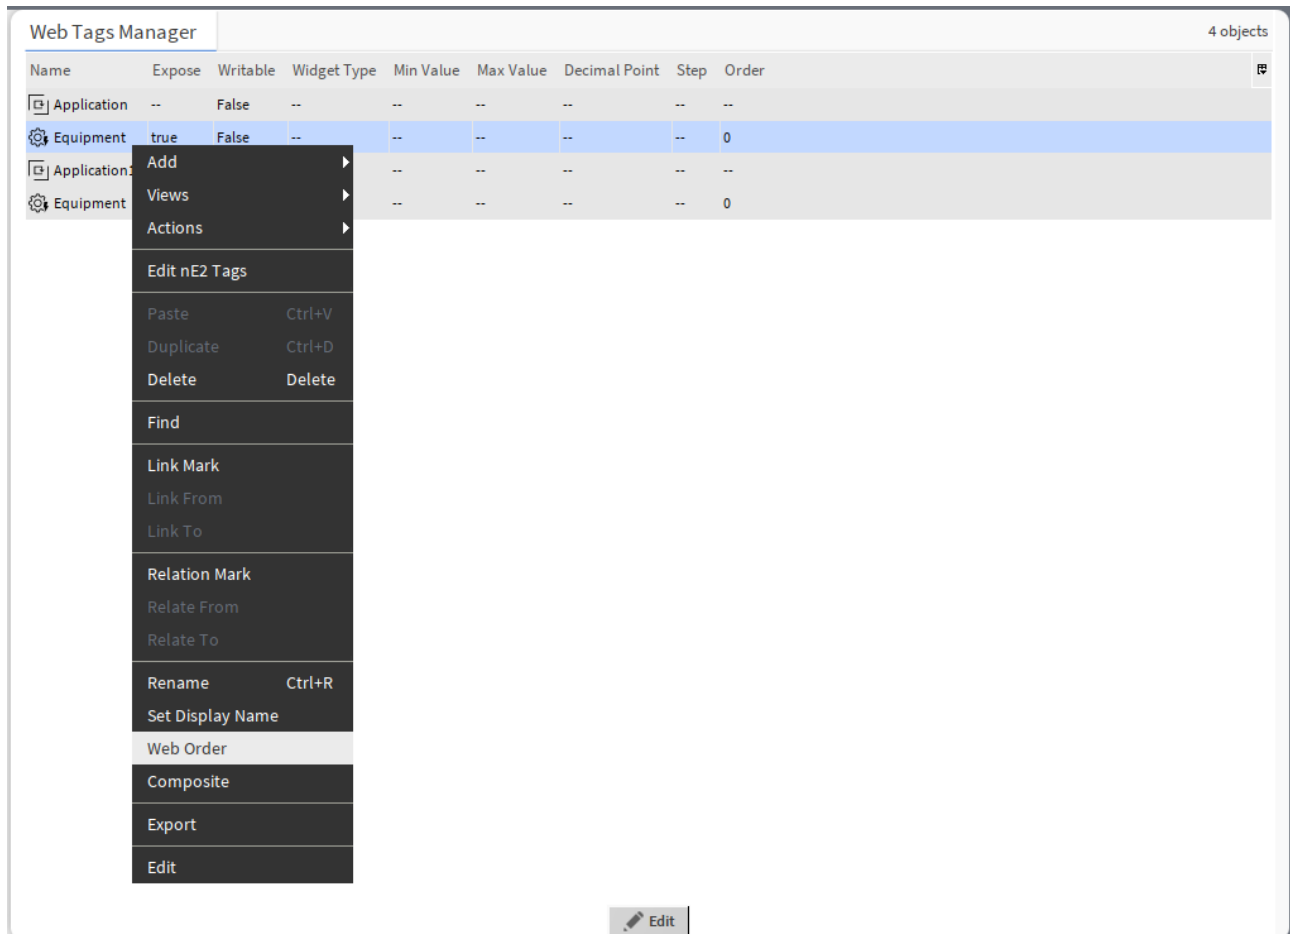 Web Tags Manager 4 objects
Name Expose Writable Widget Type Min Value Max Value Decimal Point Step Order
Application -- False -- -- -- -- -- --
Equipment true False -- -- -- -- -- 0
Application1 -- -- -- -- --
Equipment -- -- -- -- 0
Add
Views
Actions
Edit nE2 Tags
Paste Ctrl+V
Duplicate Ctrl+D
Delete Delete
Find
Link Mark
Link From
Link To
Relation Mark
Relate From
Relate To
Rename Ctrl+R
Set Display Name
Web Order
Composite
Export
Edit
Edit